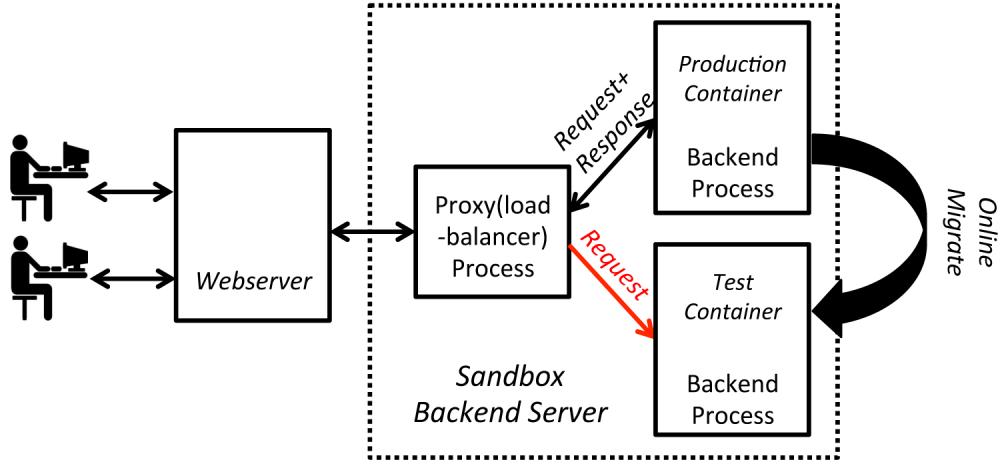 Webserver
Proxy(load
-balancer)
Process
Request+
Response
Request
Production
Container
Backend
Process
Test
Container
Backend
Process
Online
Migrate
Sandbox
Backend Server